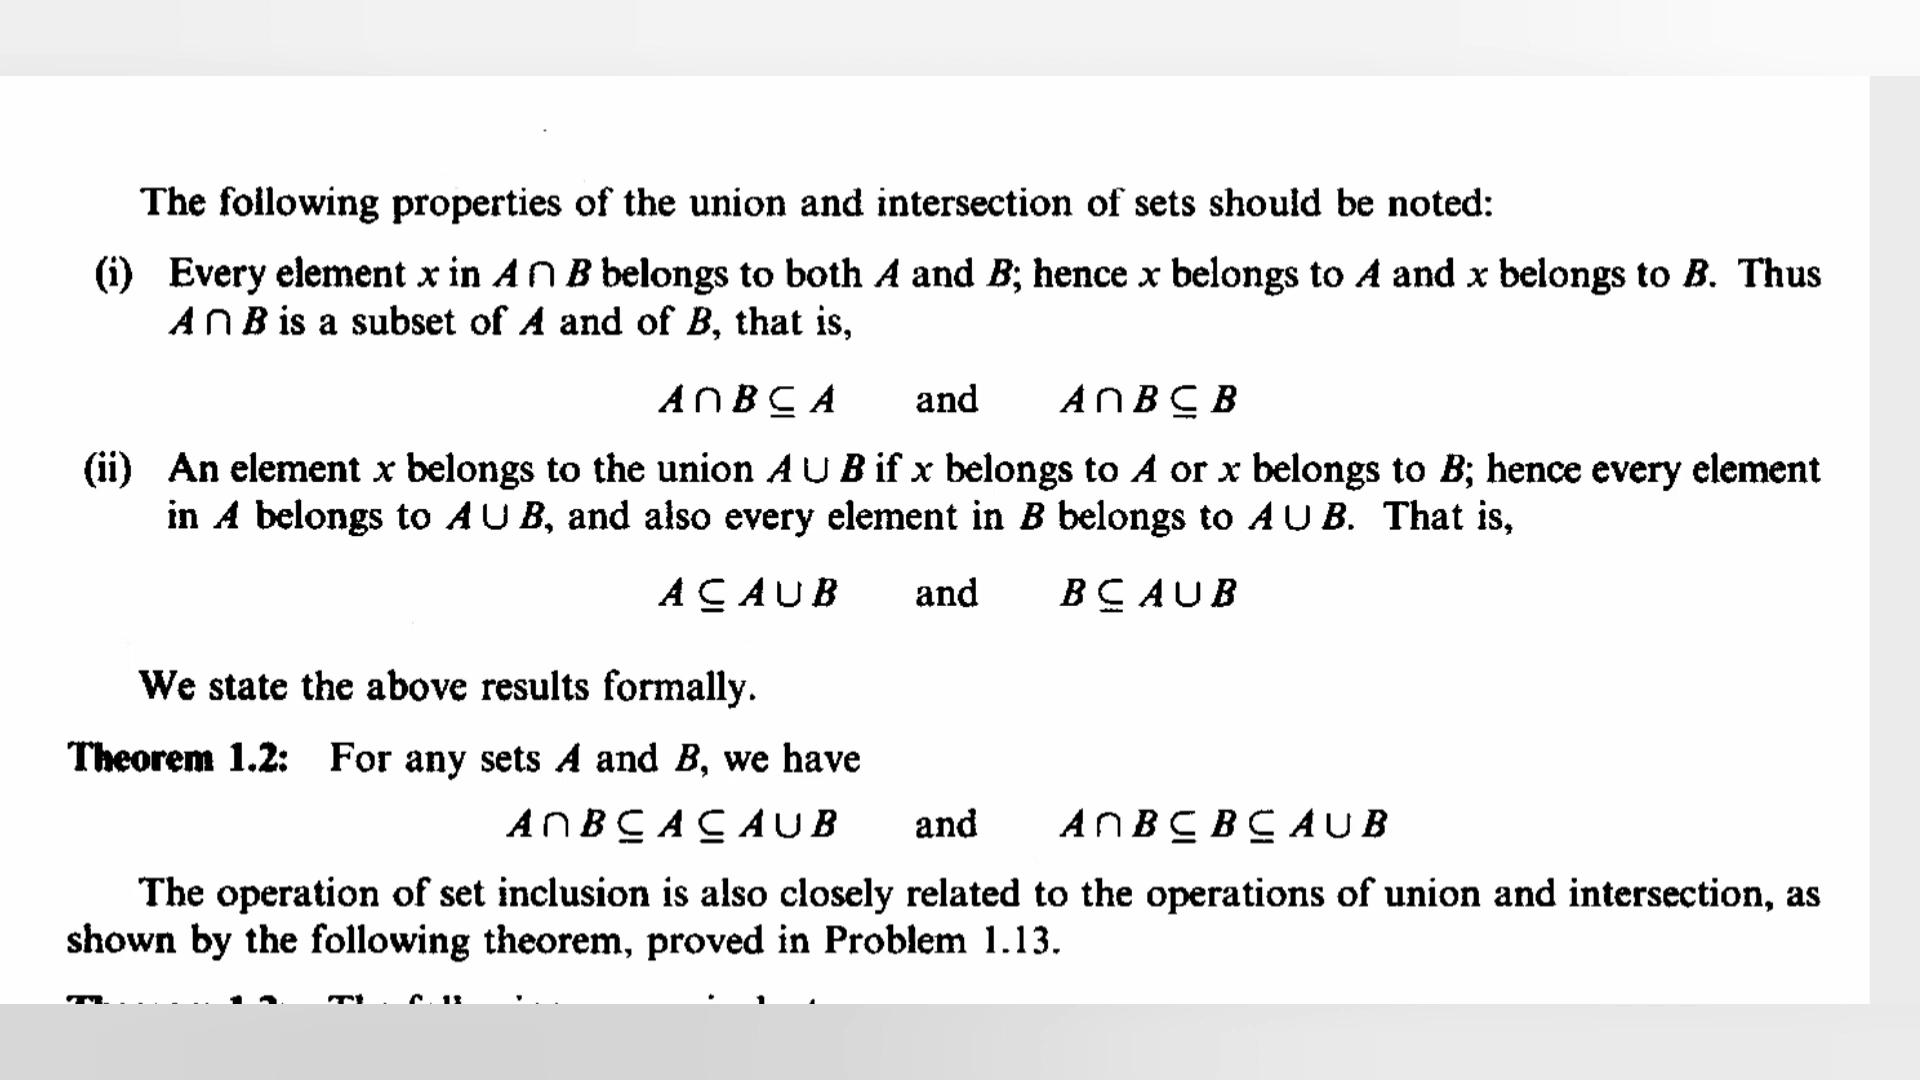 The following properties of the union and intersection of sets should be noted:
(i) Every element x in A ∩ B belongs to both A and B; hence x belongs to A and x belongs to B. Thus
A ∩ B is a subset of A and of B, that is,
A ∩ B ⊆ A and A ∩ B ⊆ B
(ii) An element x belongs to the union A ∪ B if x belongs to A or x belongs to B; hence every element
in A belongs to A ∪ B, and also every element in B belongs to A ∪ B. That is,
A ⊆ A ∪ B and B ⊆ A ∪ B
We state the above results formally.
Theorem 1.2: For any sets A and B, we have
A ∩ B ⊆ A ⊆ A ∪ B and A ∩ B ⊆ B ⊆ A ∪ B
The operation of set inclusion is also closely related to the operations of union and intersection, as
shown by the following theorem, proved in Problem 1.13.